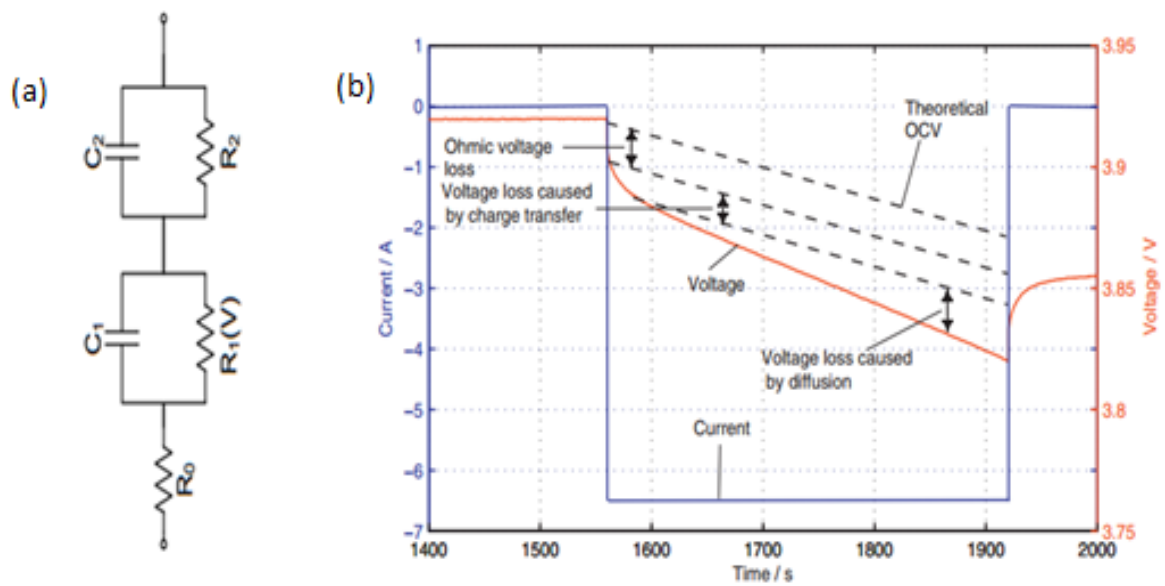 (a)
C2
R2
C1
R1(V)
R0
(b)
Current / A
1
0
−1
−2
−3
−4
−5
−6
−7
Ohmic voltage
loss
Voltage loss caused
by charge transfer
Theoretical
OCV
Voltage
Voltage loss caused
by diffusion
Current
3.95
3.9
3.85
3.8
3.75
Voltage / V
1400
1500
1600
1700
1800
1900
2000
Time / s